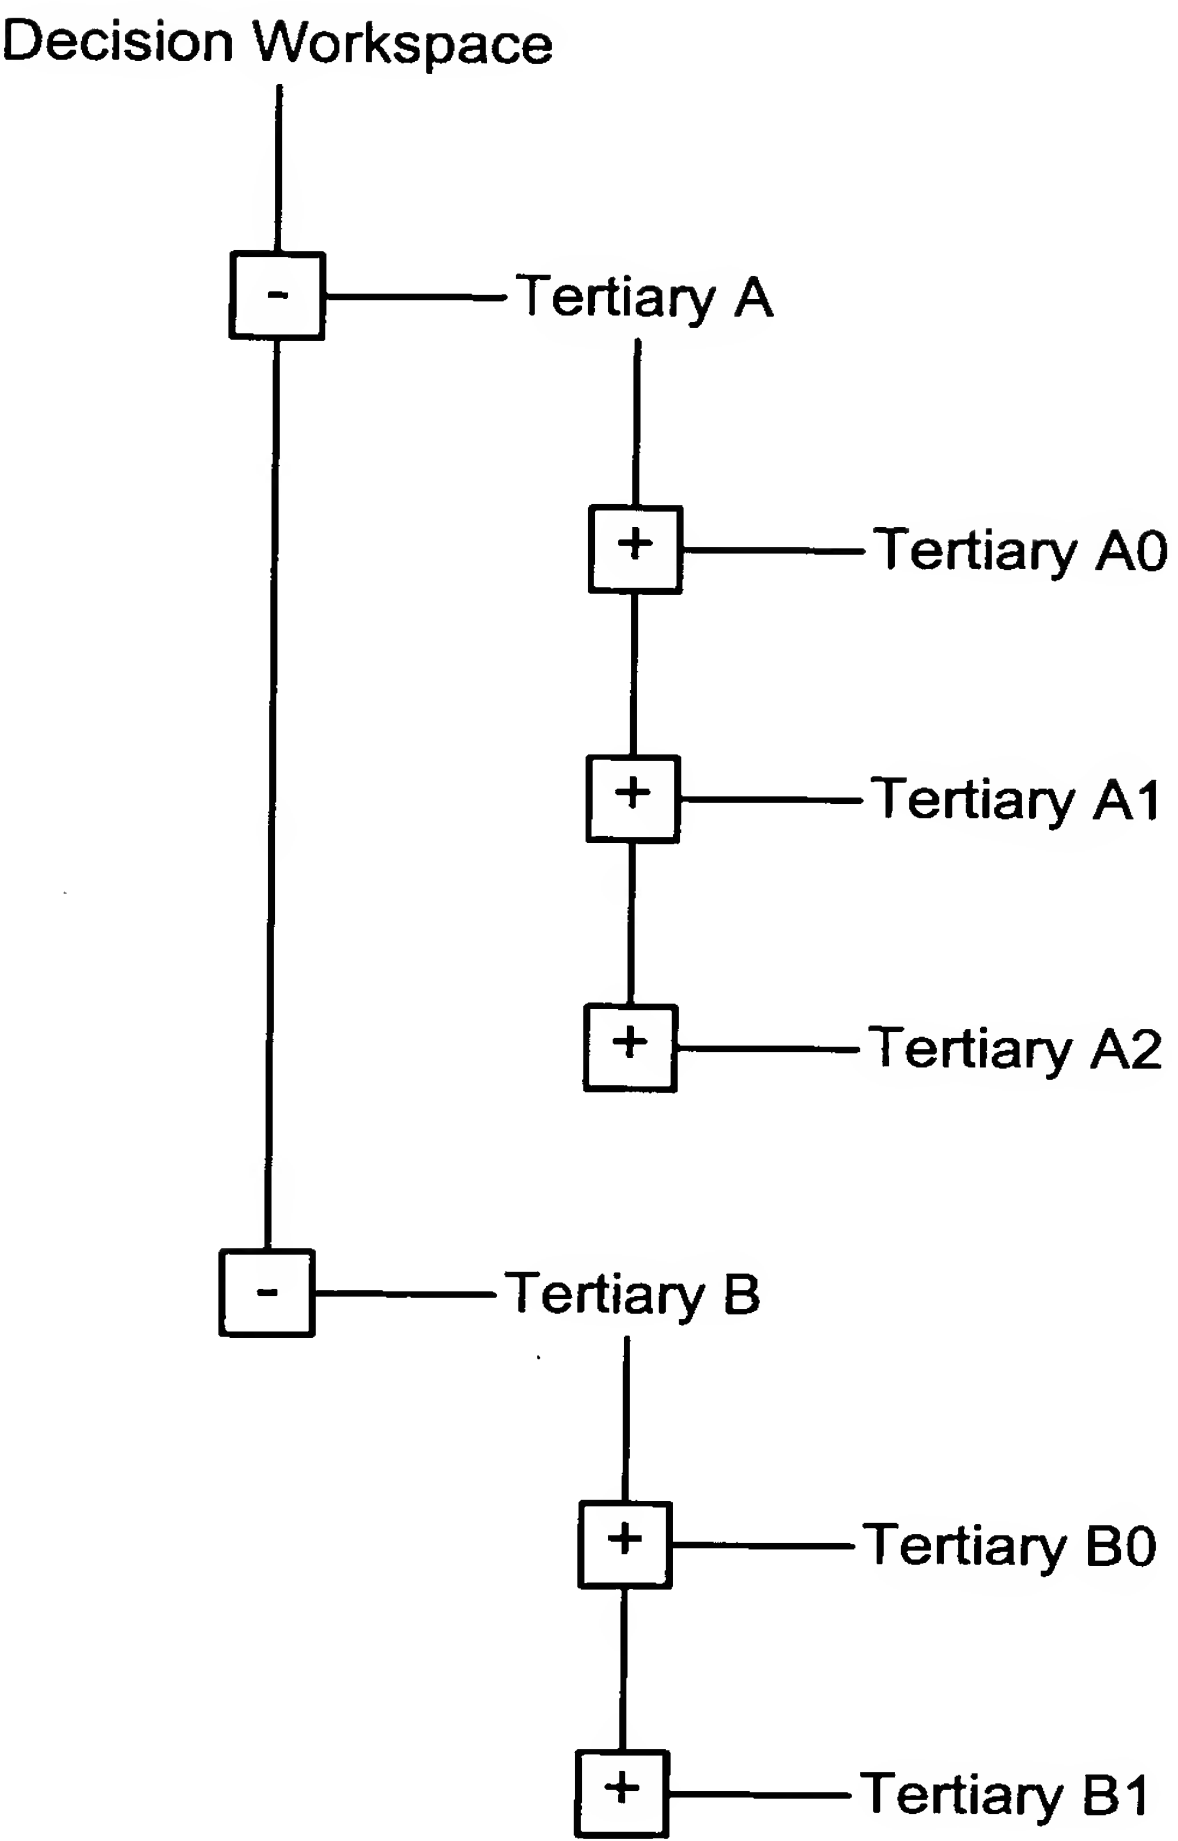 Decision Workspace
- Tertiary A
+ Tertiary A0
+ Tertiary A1
+ Tertiary A2
- Tertiary B
+ Tertiary B0
+ Tertiary B1